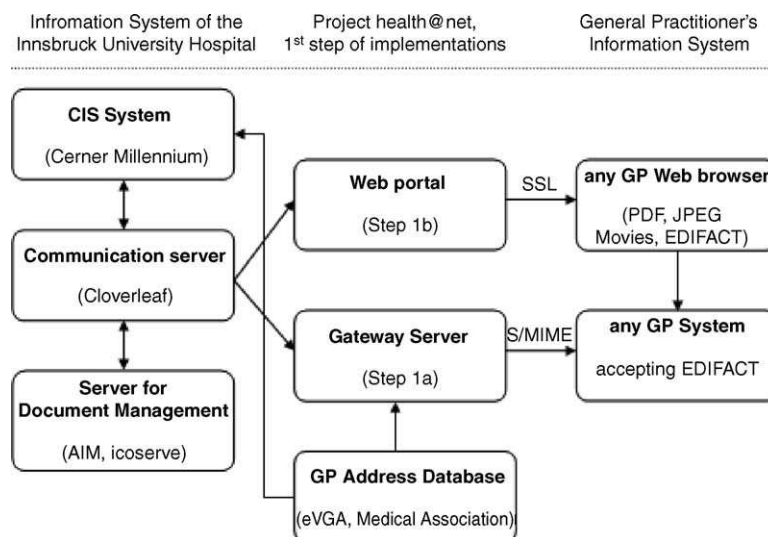 Infromation System of the
Innsbruck University Hospital
Project health@net,
1st step of implementations
General Practitioner's
Information System
CIS System
(Cerner Millennium)
Communication server
(Cloverleaf)
Server for
Document Management
(AIM, icoserve)
Web portal
(Step 1b)
Gateway Server
(Step 1a)
GP Address Database
(eVGA, Medical Association)
SSL
S/MIME
any GP Web browser
(PDF, JPEG
Movies, EDIFACT)
any GP System
accepting EDIFACT